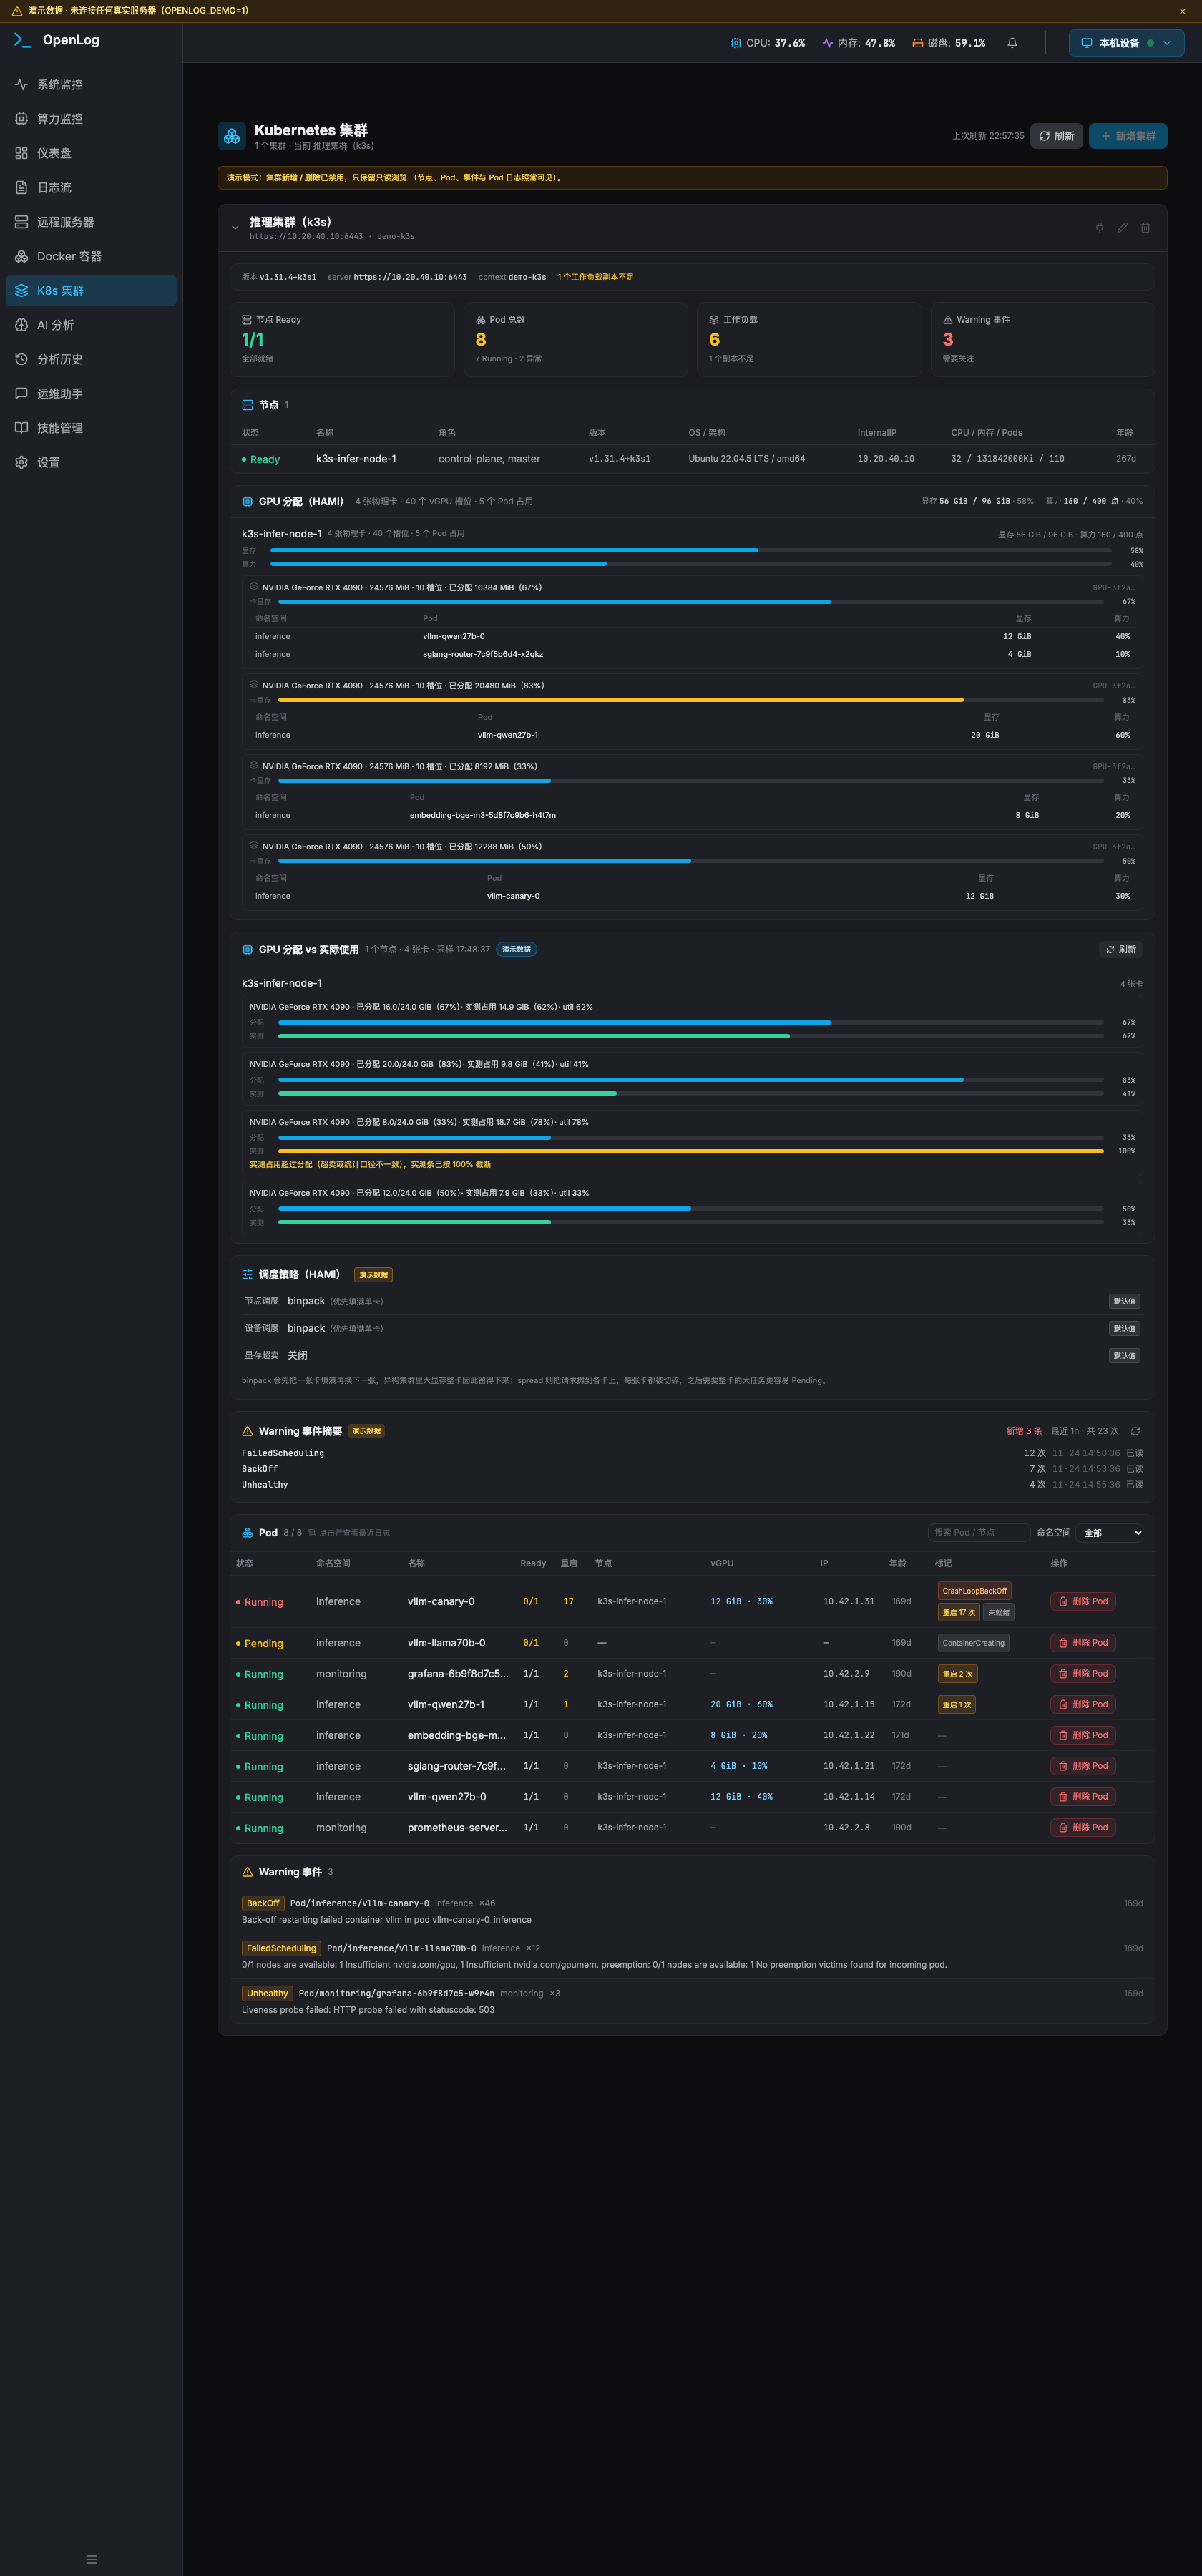 演示数据 · 未连接任何真实服务器（OPENLOG_DEMO=1）
OpenLog
CPU: 37.6% 内存: 47.8% 磁盘: 59.1% 本机设备
系统监控
算力监控
仪表盘
日志流
远程服务器
Docker 容器
K8s 集群
AI 分析
分析历史
运维助手
技能管理
设置
Kubernetes 集群
1 个集群 · 当前 推理集群（k3s）
上次刷新 22:57:35 刷新 新增集群
演示模式：集群新增 / 删除已禁用，只保留只读浏览 （节点、Pod、事件与 Pod 日志照常可见）。
推理集群（k3s）
https://10.20.40.10:6443 · demo-k3s
版本 v1.31.4+k3s1 server https://10.20.40.10:6443 context demo-k3s 1 个工作负载副本不足
节点 Ready
1/1
全部就绪
Pod 总数
8
7 Running · 2 异常
工作负载
6
1 个副本不足
Warning 事件
3
需要关注
节点 1
状态 名称 角色 版本 OS / 架构 InternalIP CPU / 内存 / Pods 年龄
Ready k3s-infer-node-1 control-plane, master v1.31.4+k3s1 Ubuntu 22.04.5 LTS / amd64 10.20.40.10 32 / 131842000Ki / 110 267d
GPU 分配（HAMi） 4 张物理卡 · 40 个 vGPU 槽位 · 5 个 Pod 占用 显存 56 GiB / 96 GiB · 58% 算力 160 / 400 点 · 40%
k3s-infer-node-1 4 张物理卡 · 40 个槽位 · 5 个 Pod 占用 显存 56 GiB / 96 GiB · 算力 160 / 400 点
显存 58%
算力 40%
NVIDIA GeForce RTX 4090 · 24576 MiB · 10 槽位 · 已分配 16384 MiB（67%） GPU-3f2a…
卡显存 67%
命名空间 Pod 显存 算力
inference vllm-qwen27b-0 12 GiB 40%
inference sglang-router-7c9f5b6d4-x2qkz 4 GiB 10%
NVIDIA GeForce RTX 4090 · 24576 MiB · 10 槽位 · 已分配 20480 MiB（83%） GPU-3f2a…
卡显存 83%
命名空间 Pod 显存 算力
inference vllm-qwen27b-1 20 GiB 60%
NVIDIA GeForce RTX 4090 · 24576 MiB · 10 槽位 · 已分配 8192 MiB（33%） GPU-3f2a…
卡显存 33%
命名空间 Pod 显存 算力
inference embedding-bge-m3-5d8f7c9b6-h4t7m 8 GiB 20%
NVIDIA GeForce RTX 4090 · 24576 MiB · 10 槽位 · 已分配 12288 MiB（50%） GPU-3f2a…
卡显存 50%
命名空间 Pod 显存 算力
inference vllm-canary-0 12 GiB 30%
GPU 分配 vs 实际使用 1 个节点 · 4 张卡 · 采样 17:48:37 演示数据 刷新
k3s-infer-node-1 4 张卡
NVIDIA GeForce RTX 4090 · 已分配 16.0/24.0 GiB（67%）· 实测占用 14.9 GiB（62%）· util 62%
分配 67%
实测 62%
NVIDIA GeForce RTX 4090 · 已分配 20.0/24.0 GiB（83%）· 实测占用 9.8 GiB（41%）· util 41%
分配 83%
实测 41%
NVIDIA GeForce RTX 4090 · 已分配 8.0/24.0 GiB（33%）· 实测占用 18.7 GiB（78%）· util 78%
分配 33%
实测 100%
实测占用超过分配（超卖或统计口径不一致），实测条已按 100% 截断
NVIDIA GeForce RTX 4090 · 已分配 12.0/24.0 GiB（50%）· 实测占用 7.9 GiB（33%）· util 33%
分配 50%
实测 33%
调度策略（HAMi） 演示数据
节点调度 binpack（优先填满单卡） 默认值
设备调度 binpack（优先填满单卡） 默认值
显存超卖 关闭 默认值
binpack 会先把一张卡填满再换下一张，异构集群里大显存整卡因此留得下来；spread 则把请求摊到各卡上，每张卡都被切碎，之后需要整卡的大任务更容易 Pending。
Warning 事件摘要 演示数据 新增 3 条 最近 1h · 共 23 次
FailedScheduling 12 次 11-24 14:50:36 已读
BackOff 7 次 11-24 14:53:36 已读
Unhealthy 4 次 11-24 14:55:36 已读
Pod 8 / 8 点击行查看最近日志 搜索 Pod / 节点 命名空间 全部
状态 命名空间 名称 Ready 重启 节点 vGPU IP 年龄 标记 操作
Running inference vllm-canary-0 0/1 17 k3s-infer-node-1 12 GiB · 30% 10.42.1.31 169d CrashLoopBackOff 重启 17 次 未就绪 删除 Pod
Pending inference vllm-llama70b-0 0/1 0 — — — 169d ContainerCreating 删除 Pod
Running monitoring grafana-6b9f8d7c5... 1/1 2 k3s-infer-node-1 — 10.42.2.9 190d 重启 2 次 删除 Pod
Running inference vllm-qwen27b-1 1/1 1 k3s-infer-node-1 20 GiB · 60% 10.42.1.15 172d 重启 1 次 删除 Pod
Running inference embedding-bge-m... 1/1 0 k3s-infer-node-1 8 GiB · 20% 10.42.1.22 171d — 删除 Pod
Running inference sglang-router-7c9f... 1/1 0 k3s-infer-node-1 4 GiB · 10% 10.42.1.21 172d — 删除 Pod
Running inference vllm-qwen27b-0 1/1 0 k3s-infer-node-1 12 GiB · 40% 10.42.1.14 172d — 删除 Pod
Running monitoring prometheus-server... 1/1 0 k3s-infer-node-1 — 10.42.2.8 190d — 删除 Pod
Warning 事件 3
BackOff Pod/inference/vllm-canary-0 inference ×46 169d
Back-off restarting failed container vllm in pod vllm-canary-0_inference
FailedScheduling Pod/inference/vllm-llama70b-0 inference ×12 169d
0/1 nodes are available: 1 Insufficient nvidia.com/gpu, 1 Insufficient nvidia.com/gpumem. preemption: 0/1 nodes are available: 1 No preemption victims found for incoming pod.
Unhealthy Pod/monitoring/grafana-6b9f8d7c5-w9r4n monitoring ×3 169d
Liveness probe failed: HTTP probe failed with statuscode: 503